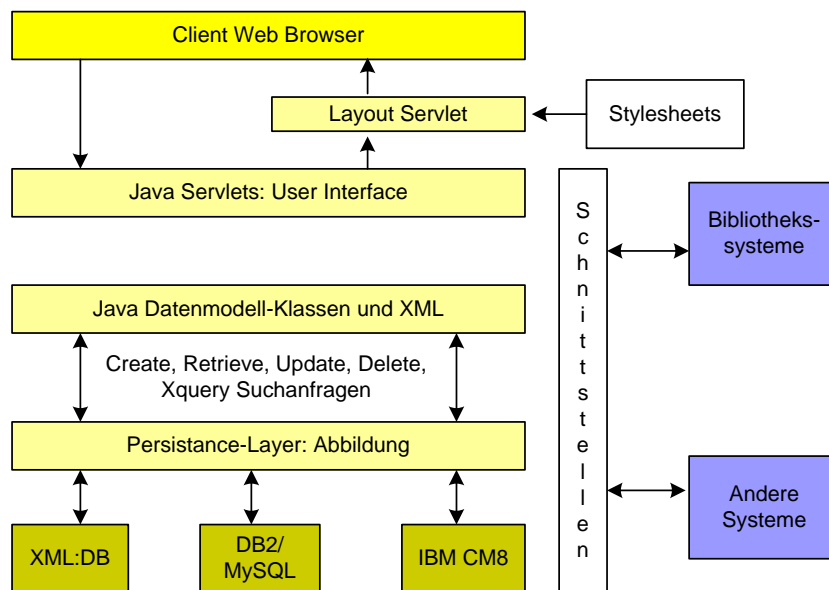 Client Web Browser
Layout Servlet
Stylesheets
Java Servlets: User Interface
Schnittstellen
Bibliotheks-
systeme
Java Datenmodell-Klassen und XML
Create, Retrieve, Update, Delete,
Xquery Suchanfragen
Persistance-Layer: Abbildung
Andere
Systeme
XML:DB
DB2/
MySQL
IBM CM8